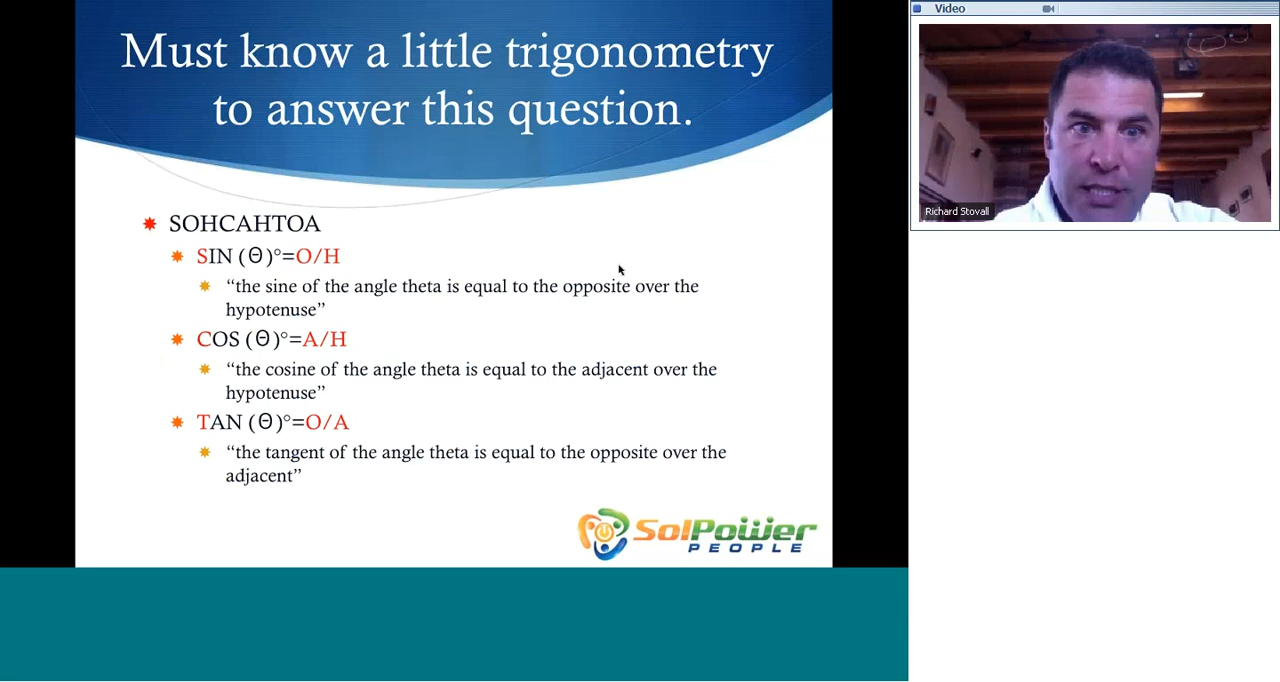 Must know a little trigonometry
to answer this question.
SOHCAHTOA
SIN (Θ)°=O/H
“the sine of the angle theta is equal to the opposite over the
hypotenuse”
COS (Θ)°=A/H
“the cosine of the angle theta is equal to the adjacent over the
hypotenuse”
TAN (Θ)°=O/A
“the tangent of the angle theta is equal to the opposite over the
adjacent”
SolPower
PEOPLE
Video
Richard Stovall